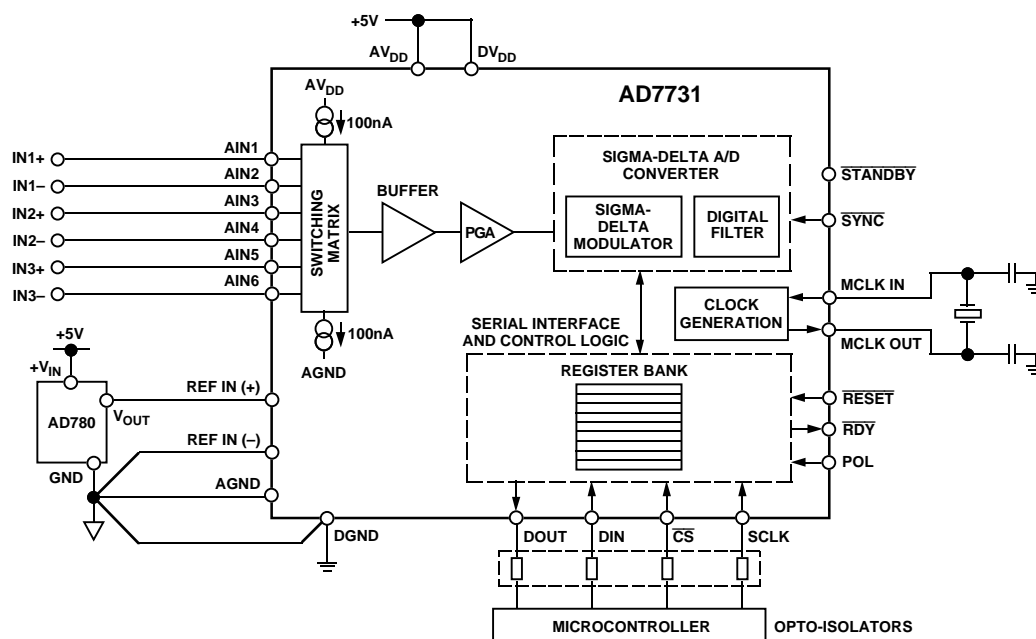 +5V
AVDD
DVDD
AD7731
AVDD
100nA
IN1+
IN1–
IN2+
IN2–
IN3+
IN3–
AIN1
AIN2
AIN3
AIN4
AIN5
AIN6
SWITCHING
MATRIX
BUFFER
PGA
SIGMA-DELTA A/D
CONVERTER
SIGMA-
DELTA
MODULATOR
DIGITAL
FILTER
STANDBY
SYNC
100nA
AGND
CLOCK
GENERATION
MCLK IN
MCLK OUT
SERIAL INTERFACE
AND CONTROL LOGIC
REGISTER BANK
RESET
RDY
POL
+5V
+VIN
AD780
VOUT
GND
REF IN (+)
REF IN (–)
AGND
DGND
DOUT
DIN
CS
SCLK
MICROCONTROLLER
OPTO-ISOLATORS